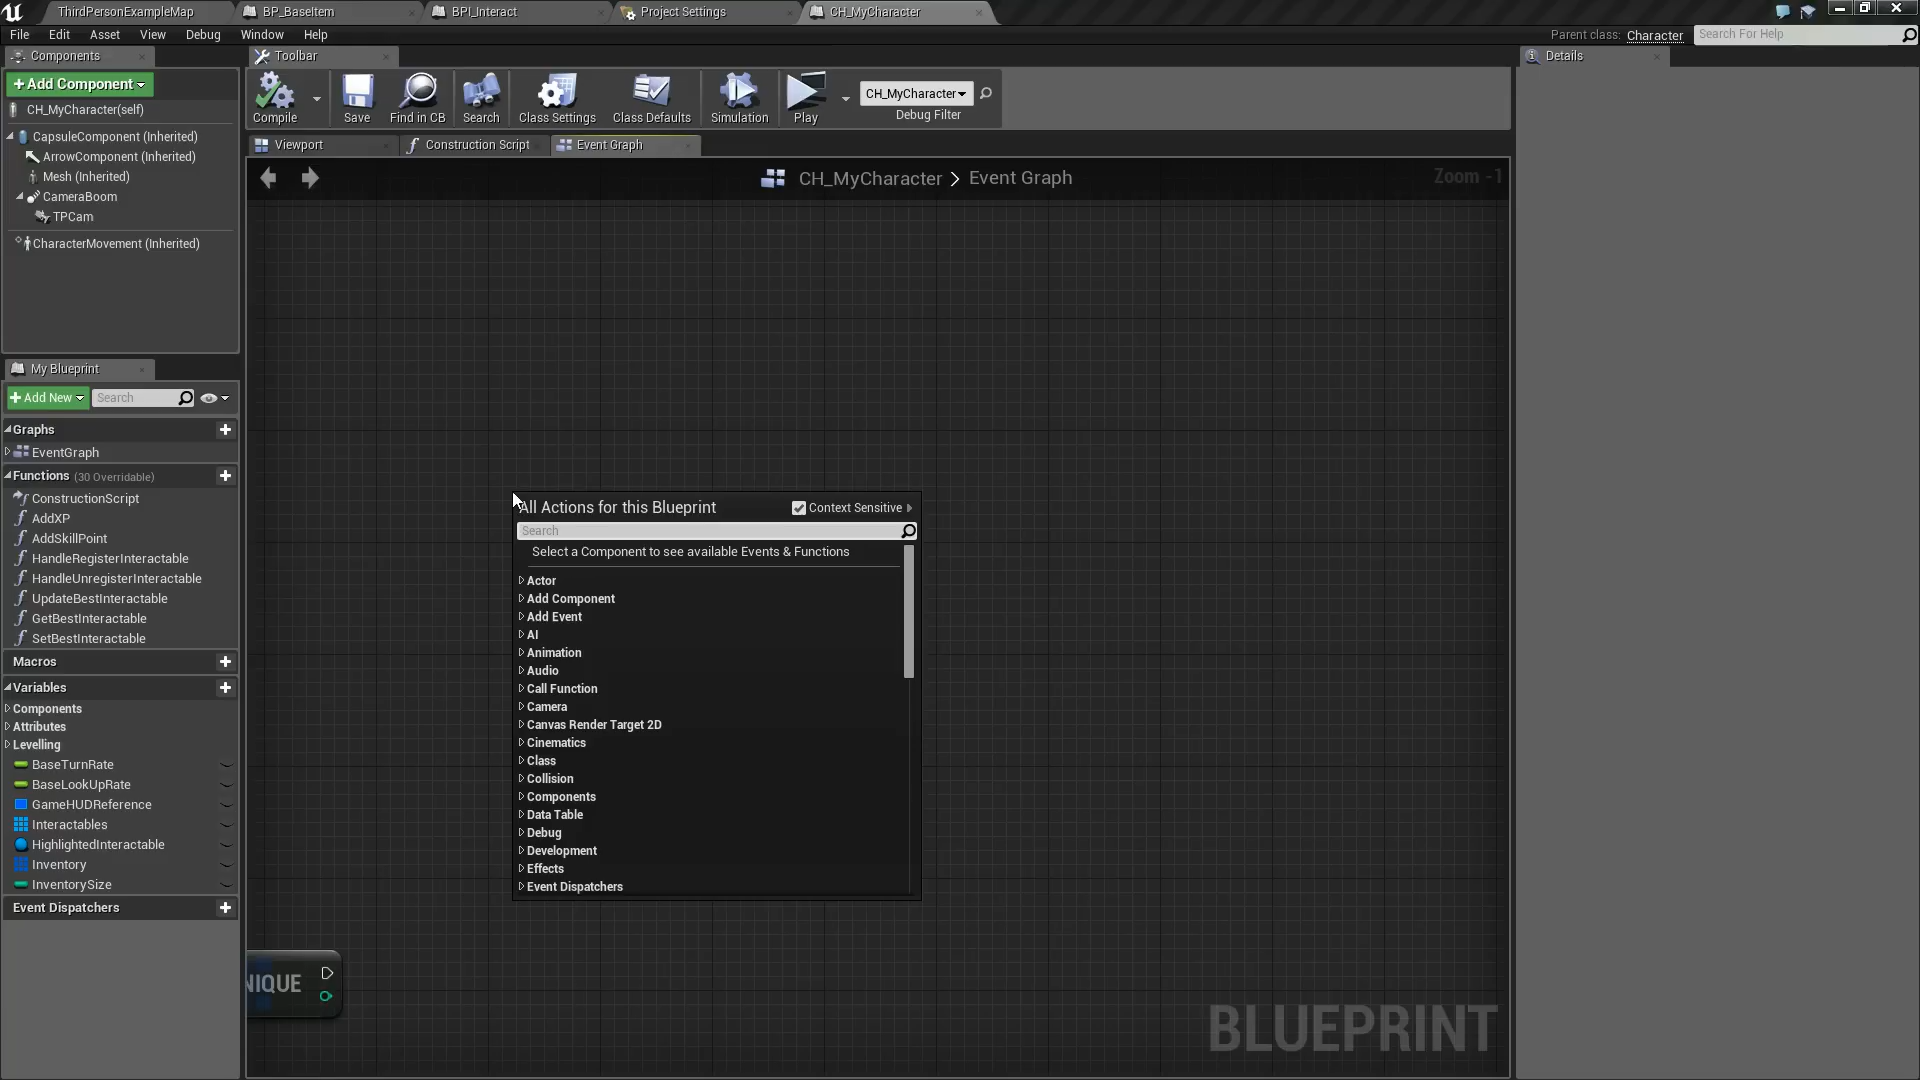 ThirdPersonExampleMap
BP_BaseItem
BPI_Interact
Project Settings
CH_MyCharacter
File
Edit
Asset
View
Debug
Window
Help
Parent class: Character
Search For Help
Components
Toolbar
Details
+Add Component
CH_MyCharacter(self)
CapsuleComponent (Inherited)
ArrowComponent (Inherited)
Mesh (Inherited)
CameraBoom
TPCam
CharacterMovement (Inherited)
Compile
Save
Find in CB
Search
Class Settings
Class Defaults
Simulation
Play
CH_MyCharacter
Debug Filter
Viewport
Construction Script
Event Graph
CH_MyCharacter > Event Graph
Zoom -1
My Blueprint
+Add New
Search
Graphs
EventGraph
Functions (30 Overridable)
ConstructionScript
AddXP
AddSkillPoint
HandleRegisterInteractable
HandleUnregisterInteractable
UpdateBestInteractable
GetBestInteractable
SetBestInteractable
Macros
Variables
Components
Attributes
Levelling
BaseTurnRate
BaseLookUpRate
GameHUDReference
Interactables
HighlightedInteractable
Inventory
InventorySize
Event Dispatchers
All Actions for this Blueprint
Context Sensitive
Search
Select a Component to see available Events & Functions
Actor
Add Component
Add Event
AI
Animation
Audio
Call Function
Camera
Canvas Render Target 2D
Cinematics
Class
Collision
Components
Data Table
Debug
Development
Effects
Event Dispatchers
NIQUE
BLUEPRINT